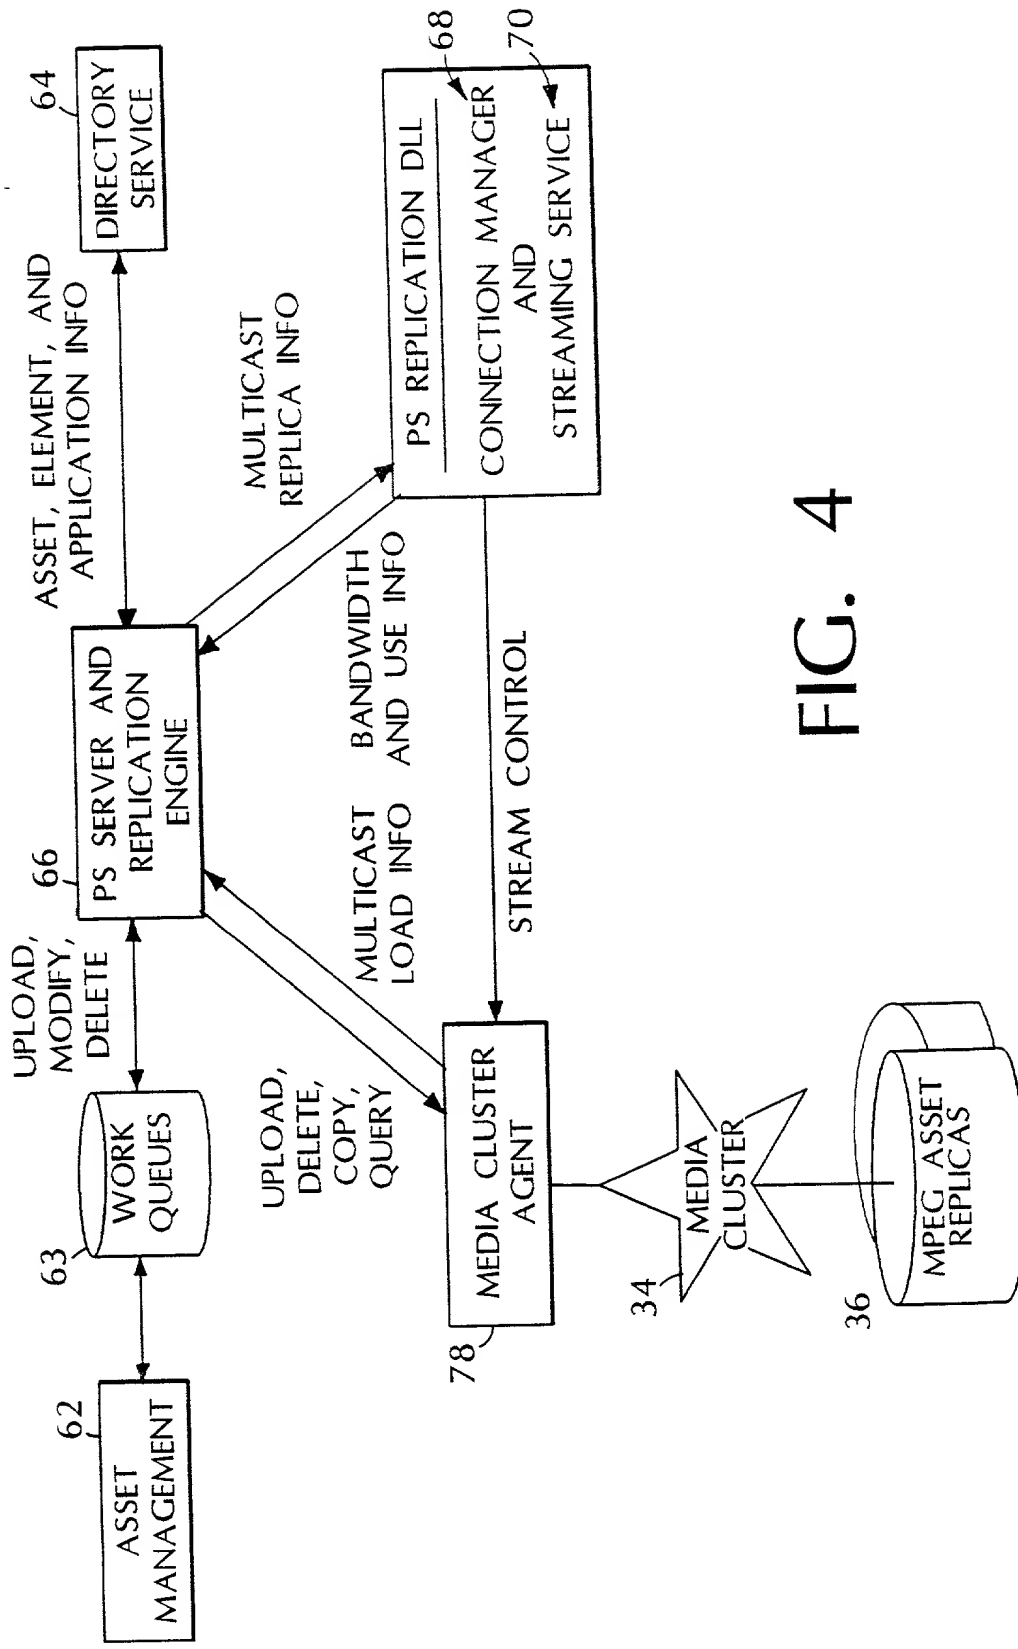 62
ASSET
MANAGEMENT
63
WORK
QUEUES
UPLOAD,
MODIFY,
DELETE
66
PS SERVER AND
REPLICATION
ENGINE
ASSET, ELEMENT, AND
APPLICATION INFO
64
DIRECTORY
SERVICE
UPLOAD,
DELETE,
COPY,
QUERY
MULTICAST
LOAD INFO
BANDWIDTH
AND USE INFO
MULTICAST
REPLICA INFO
PS REPLICATION DLL
68
CONNECTION MANAGER
AND
70
STREAMING SERVICE
STREAM CONTROL
78
MEDIA CLUSTER
AGENT
34
MEDIA
CLUSTER
36
MPEG ASSET
REPLICAS
FIG. 4